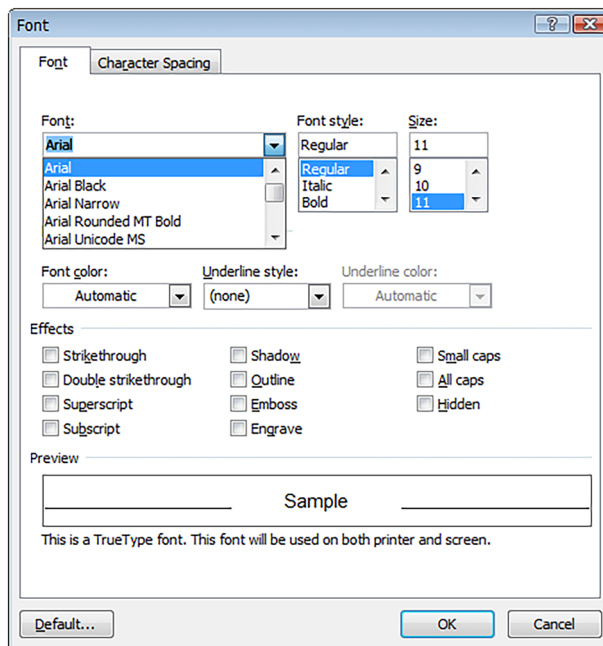 Font
Font Character Spacing
Font: Font style: Size:
Arial Regular 11
Arial Regular 9
Arial Black Italic 10
Arial Narrow Bold 11
Arial Rounded MT Bold
Arial Unicode MS
Font color: Underline style: Underline color:
Automatic (none) Automatic
Effects
Strikethrough Shadow Small caps
Double strikethrough Outline All caps
Superscript Emboss Hidden
Subscript Engrave
Preview
Sample
This is a TrueType font. This font will be used on both printer and screen.
Default... OK Cancel